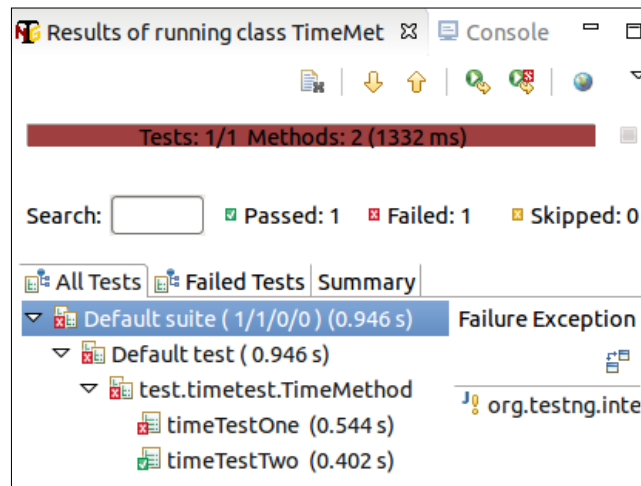 Results of running class TimeMet Console
Tests: 1/1 Methods: 2 (1332 ms)
Search: Passed: 1 Failed: 1 Skipped: 0
All Tests Failed Tests Summary
Default suite ( 1/1/0/0 ) (0.946 s) Failure Exception
Default test ( 0.946 s)
test.timetest.TimeMethod
org.testng.inte
timeTestOne (0.544 s)
timeTestTwo (0.402 s)